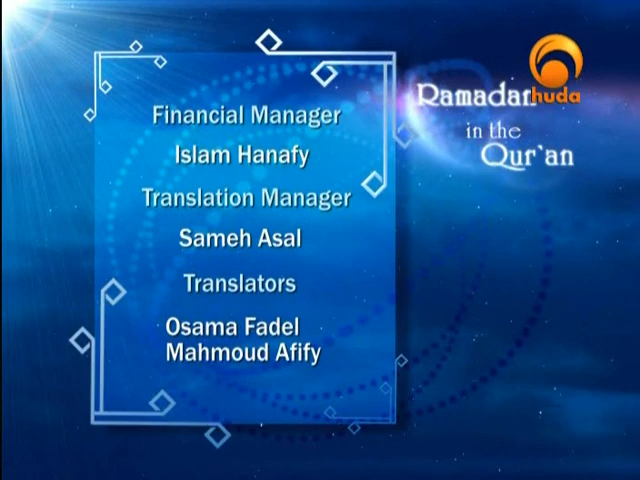 Financial Manager
Islam Hanafy
Translation Manager
Sameh Asal
Translators
Osama Fadel
Mahmoud Afify
Ramadan
huda
in the
Qur`an